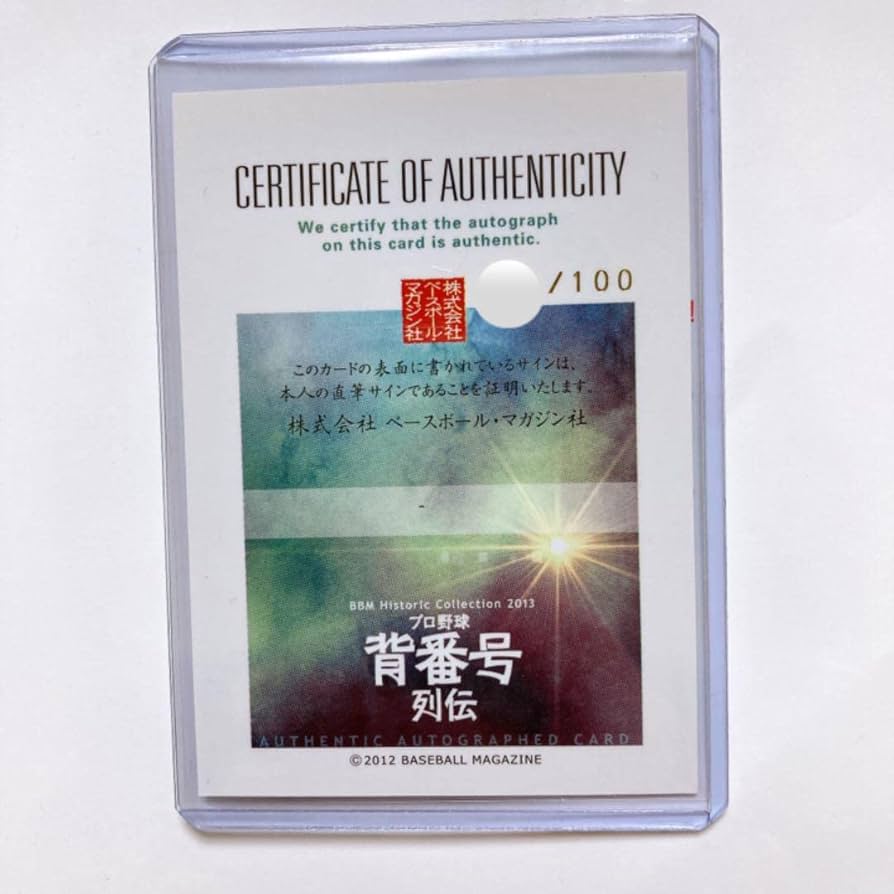 CERTIFICATE OF AUTHENTICITY
We certify that the autograph
on this card is authentic.
/100
株式会社
ベースボール・
マガジン社
このカードの表面に書かれているサインは、
本人の直筆サインであることを証明いたします。
株式会社 ベースボール・マガジン社
BBM Historic Collection 2013
プロ野球
背番号
列伝
AUTHENTIC AUTOGRAPHED CARD
©2012 BASEBALL MAGAZINE